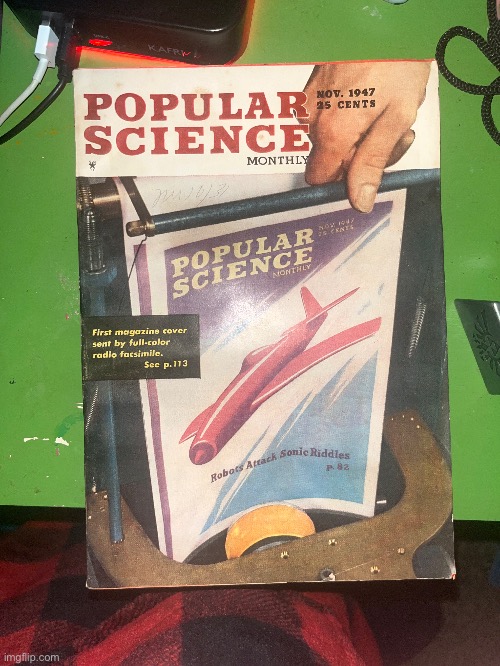 KAFRI
POPULAR
SCIENCE
MONTHLY
NOV. 1947
25 CENTS
POPULAR
SCIENCE
MONTHLY
NOV. 1947
25 CENTS
First magazine cover
sent by full-color
radio facsimile.
See p.113
Robots Attack Sonic Riddles
p. 82
imgflip.com